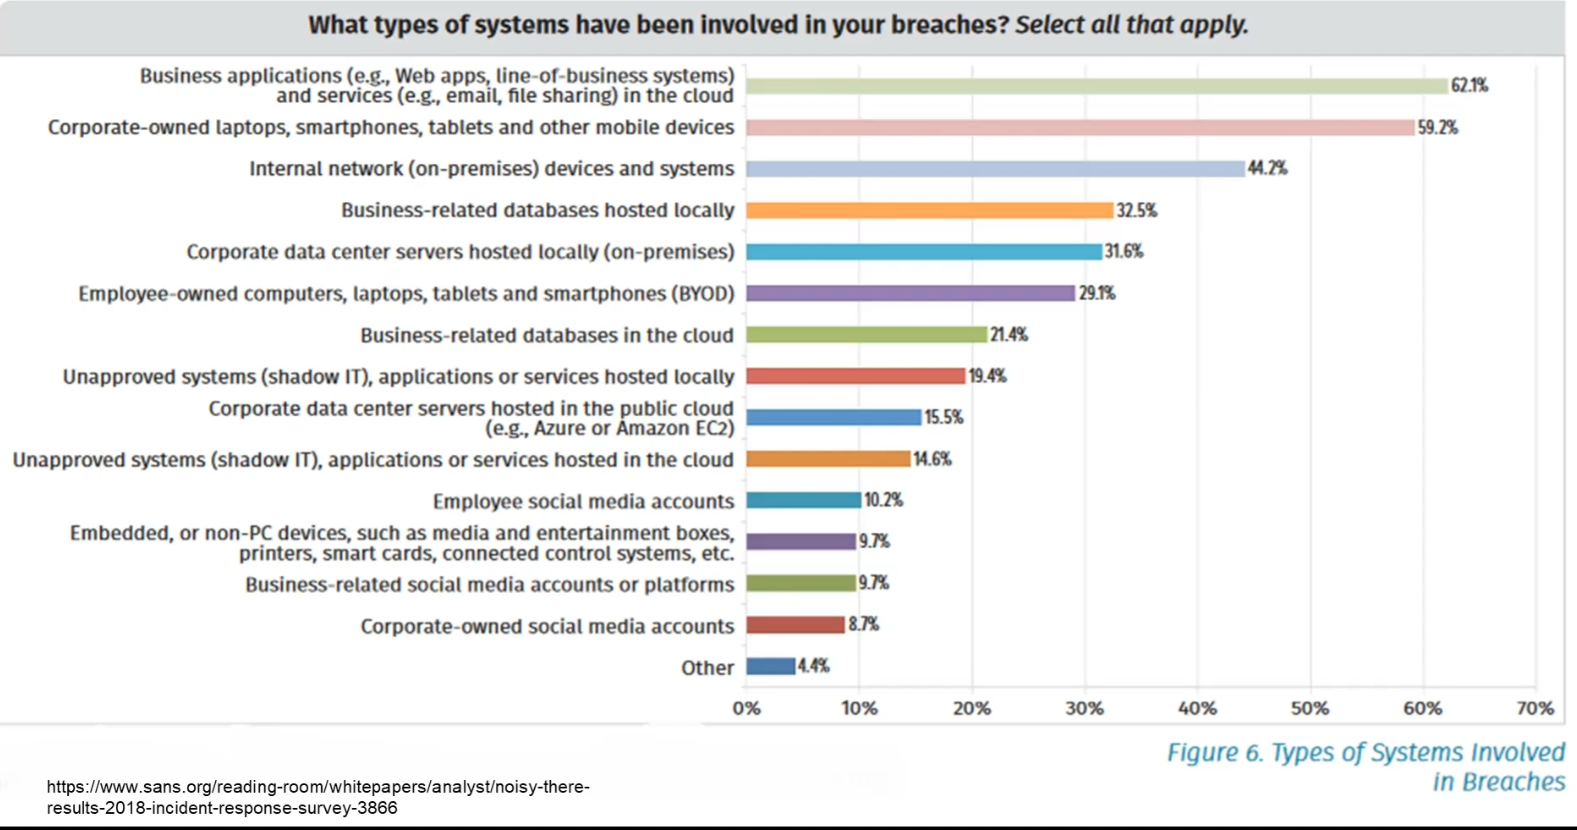 What types of systems have been involved in your breaches? Select all that apply.
Business applications (e.g., Web apps, line-of-business systems)
and services (e.g., email, file sharing) in the cloud
62.1%
Corporate-owned laptops, smartphones, tablets and other mobile devices
59.2%
Internal network (on-premises) devices and systems
44.2%
Business-related databases hosted locally
32.5%
Corporate data center servers hosted locally (on-premises)
31.6%
Employee-owned computers, laptops, tablets and smartphones (BYOD)
29.1%
Business-related databases in the cloud
21.4%
Unapproved systems (shadow IT), applications or services hosted locally
19.4%
Corporate data center servers hosted in the public cloud
(e.g., Azure or Amazon EC2)
15.5%
Unapproved systems (shadow IT), applications or services hosted in the cloud
14.6%
Employee social media accounts
10.2%
Embedded, or non-PC devices, such as media and entertainment boxes,
printers, smart cards, connected control systems, etc.
9.7%
Business-related social media accounts or platforms
9.7%
Corporate-owned social media accounts
8.7%
Other
4.4%
0% 10% 20% 30% 40% 50% 60% 70%
Figure 6. Types of Systems Involved
in Breaches
https://www.sans.org/reading-room/whitepapers/analyst/noisy-there-
results-2018-incident-response-survey-3866